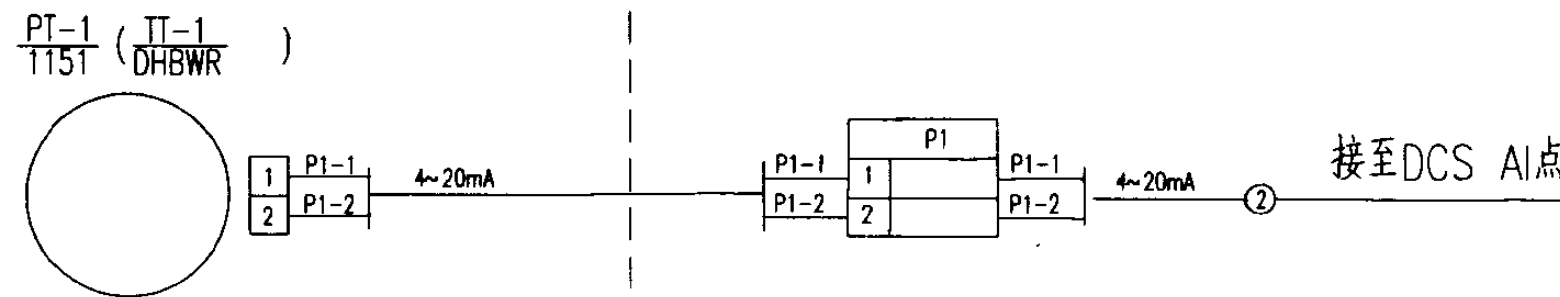 PT-1
1151
( TT-1
DHBWR )
P1
1 P1-1
2 P1-2
4~20mA
P1-1 1 P1-1
P1-2 2 P1-2
4~20mA
2
接至DCS AI点